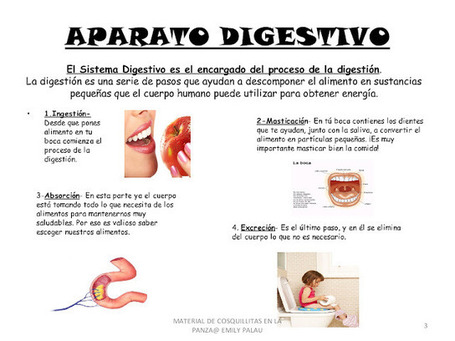 APARATO DIGESTIVO
El Sistema Digestivo es el encargado del proceso de la digestión.
La digestión es una serie de pasos que ayudan a descomponer el alimento en sustancias
pequeñas que el cuerpo humano puede utilizar para obtener energía.
• 1.Ingestión-
Desde que pones
alimento en tu
boca comienza el
proceso de la
digestión.
2-Masticación- En tu boca contienes los dientes
que te ayudan, junto con la saliva, a convertir el
alimento en partículas pequeñas. ¡Es muy
importante masticar bien la comida!
La boca
3-Absorción- En esta parte ya el cuerpo
está tomando todo lo que necesita de los
alimentos para mantenernos muy
saludables. Por eso es valioso saber
escoger nuestros alimentos.
4. Excreción- Es el último paso, y en él se elimina
del cuerpo lo que no es necesario.
MATERIAL DE COSQUILLITAS EN LA
PANZA@ EMILY PALAU
3